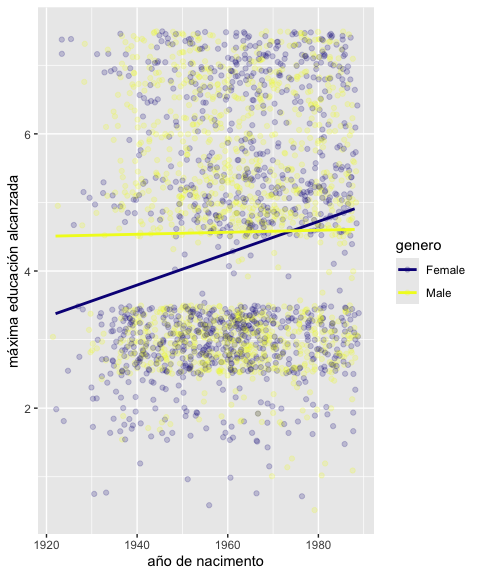 máxima educación alcanzada
6
4
2
1920
1940
1960
1980
año de nacimento
genero
Female
Male